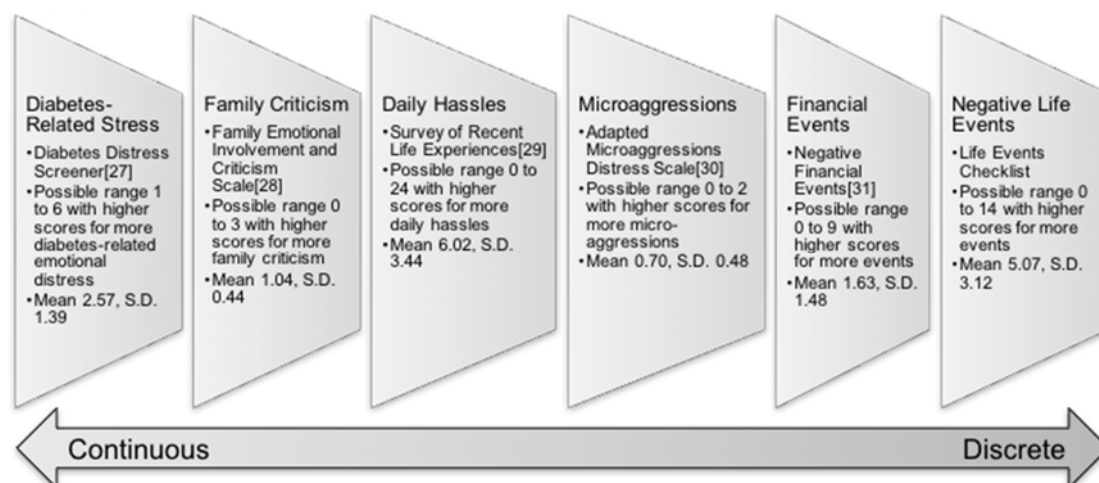 Diabetes-
Related Stress
•Diabetes Distress
Screener[27]
•Possible range 1
to 6 with higher
scores for more
diabetes-related
emotional
distress
•Mean 2.57, S.D.
1.39
Family Criticism
•Family Emotional
Involvement and
Criticism
Scale[28]
•Possible range 0
to 3 with higher
scores for more
family criticism
•Mean 1.04, S.D.
0.44
Daily Hassles
•Survey of Recent
Life Experiences[29]
•Possible range 0 to
24 with higher
scores for more
daily hassles
•Mean 6.02, S.D.
3.44
Microaggressions
•Adapted
Microaggressions
Distress Scale[30]
•Possible range 0 to 2
with higher scores for
more micro-
aggressions
•Mean 0.70, S.D. 0.48
Financial
Events
•Negative
Financial
Events[31]
•Possible range
0 to 9 with
higher scores
for more events
•Mean 1.63, S.D.
1.48
Negative Life
Events
•Life Events
Checklist
•Possible range 0
to 14 with higher
scores for more
events
•Mean 5.07, S.D.
3.12
Continuous
Discrete